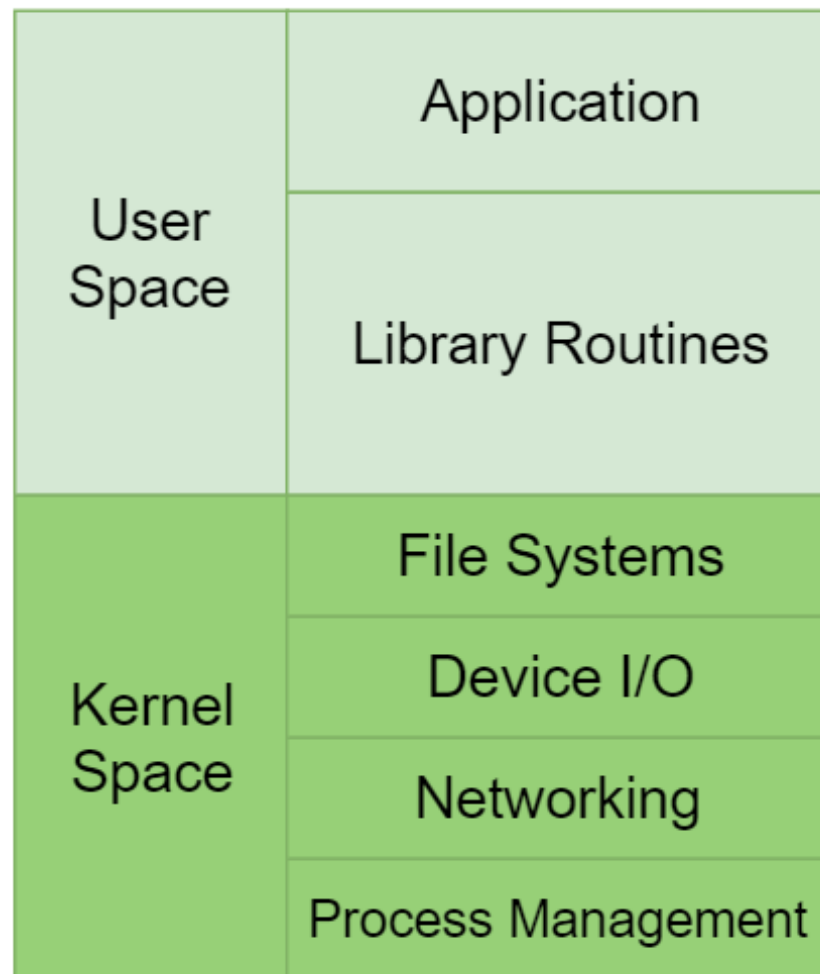 User
Space
Application
Library Routines
Kernel
Space
File Systems
Device I/O
Networking
Process Management